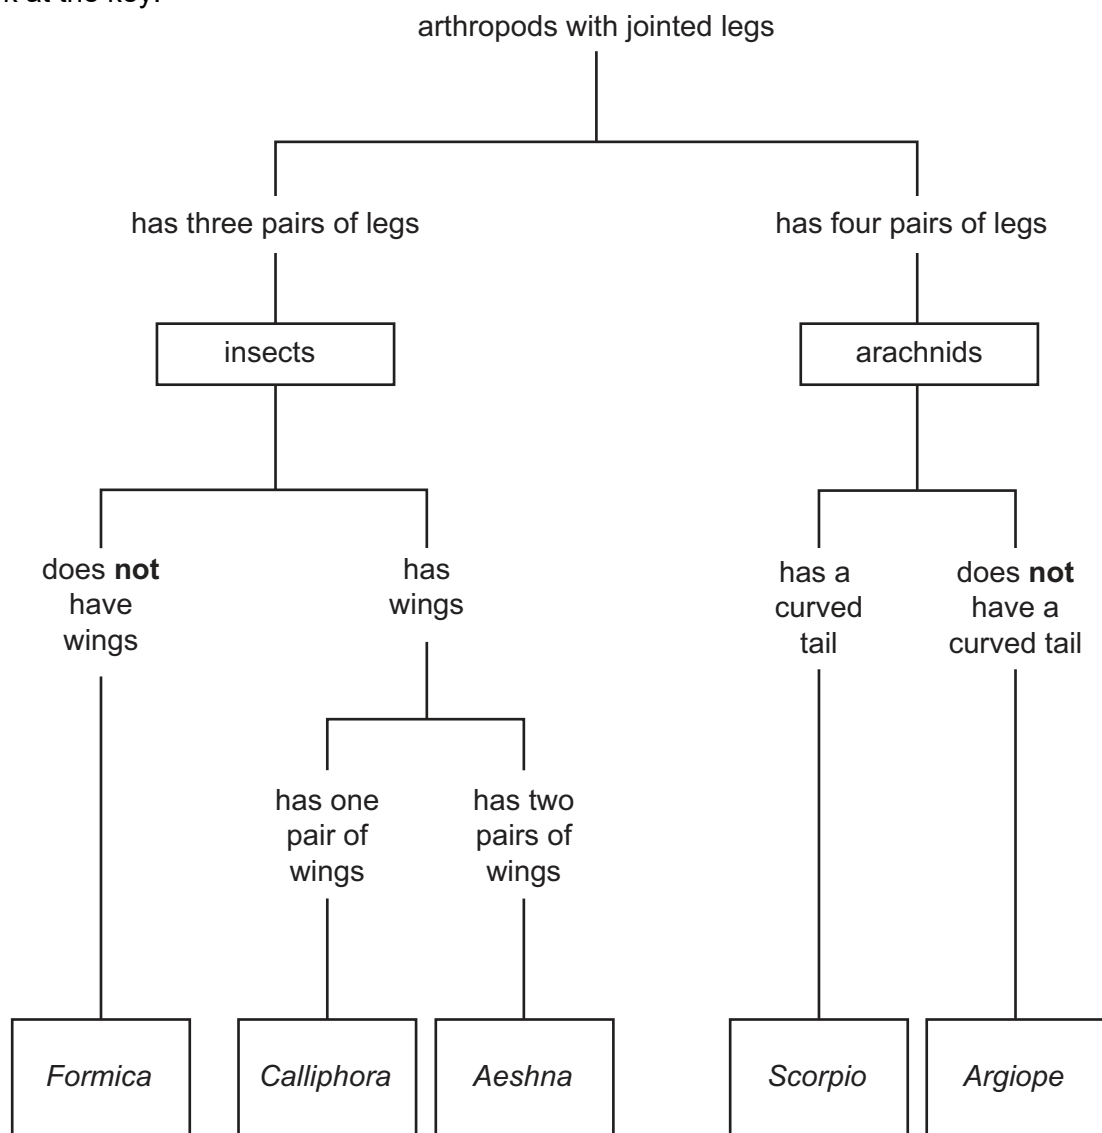 k at the key.
arthropods with jointed legs
has three pairs of legs
has four pairs of legs
insects
arachnids
does not
have
wings
has
wings
has a
curved
tail
does not
have a
curved tail
has one
pair of
wings
has two
pairs of
wings
Formica
Calliphora
Aeshna
Scorpio
Argiope